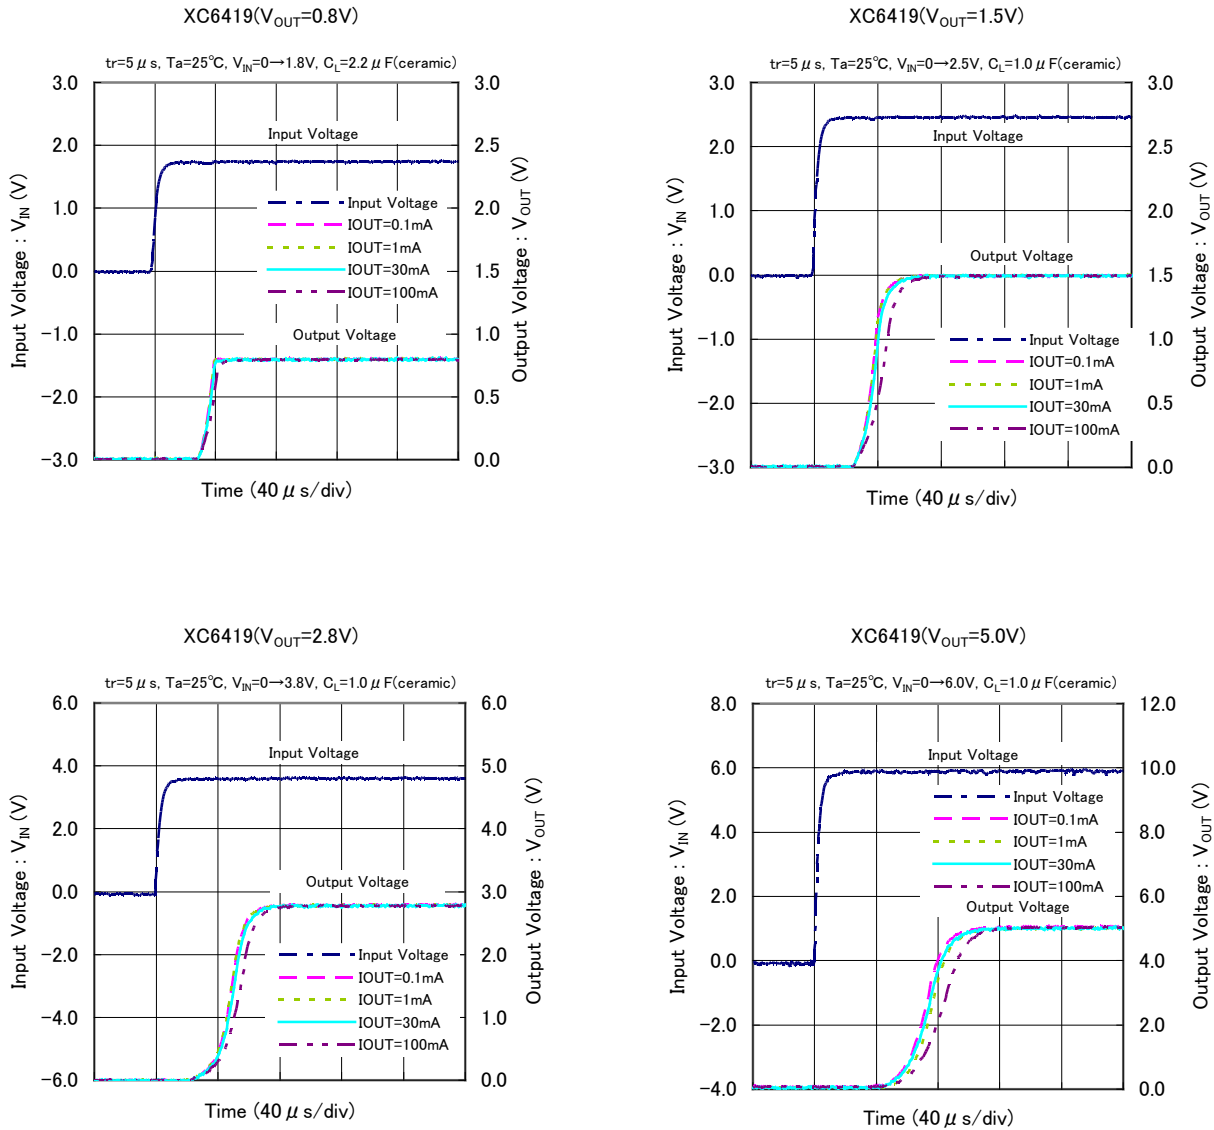 XC6419(VOUT=0.8V)
tr=5μs, Ta=25℃, VIN=0→1.8V, CL=2.2μF(ceramic)
Input Voltage : VIN (V)
3.0
2.0
1.0
0.0
−1.0
−2.0
−3.0
Input Voltage
Input Voltage
IOUT=0.1mA
IOUT=1mA
IOUT=30mA
IOUT=100mA
Output Voltage
3.0
2.5
2.0
1.5
1.0
0.5
0.0
Output Voltage : VOUT (V)
Time (40μs/div)
XC6419(VOUT=1.5V)
tr=5μs, Ta=25℃, VIN=0→2.5V, CL=1.0μF(ceramic)
Input Voltage : VIN (V)
3.0
2.0
1.0
0.0
−1.0
−2.0
−3.0
Input Voltage
Output Voltage
Input Voltage
IOUT=0.1mA
IOUT=1mA
IOUT=30mA
IOUT=100mA
3.0
2.5
2.0
1.5
1.0
0.5
0.0
Output Voltage : VOUT (V)
Time (40μs/div)
XC6419(VOUT=2.8V)
tr=5μs, Ta=25℃, VIN=0→3.8V, CL=1.0μF(ceramic)
Input Voltage : VIN (V)
6.0
4.0
2.0
0.0
−2.0
−4.0
−6.0
Input Voltage
Output Voltage
Input Voltage
IOUT=0.1mA
IOUT=1mA
IOUT=30mA
IOUT=100mA
6.0
5.0
4.0
3.0
2.0
1.0
0.0
Output Voltage : VOUT (V)
Time (40μs/div)
XC6419(VOUT=5.0V)
tr=5μs, Ta=25℃, VIN=0→6.0V, CL=1.0μF(ceramic)
Input Voltage : VIN (V)
8.0
6.0
4.0
2.0
0.0
−2.0
−4.0
Input Voltage
Input Voltage
IOUT=0.1mA
IOUT=1mA
IOUT=30mA
IOUT=100mA
Output Voltage
12.0
10.0
8.0
6.0
4.0
2.0
0.0
Output Voltage : VOUT (V)
Time (40μs/div)